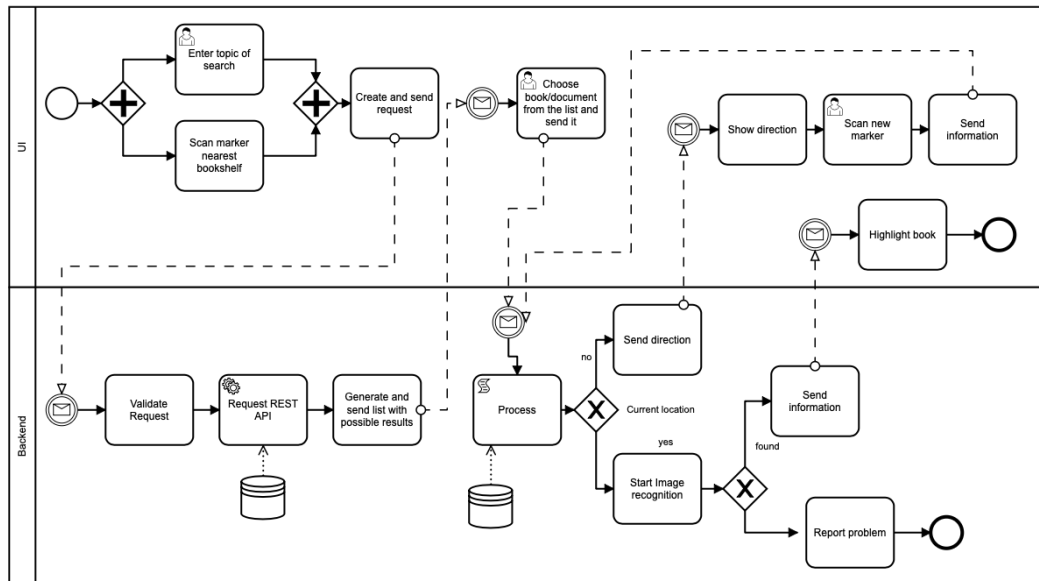 UI
Enter topic of
search
Scan marker
nearest
bookshelf
Create and send
request
Choose
book/document
from the list and
send it
Show direction
Scan new
marker
Send
information
Highlight book
Backend
Validate
Request
Request REST
API
Generate and
send list with
possible results
Process
no
Send direction
Current location
yes
Start Image
recognition
found
Send
information
Report problem